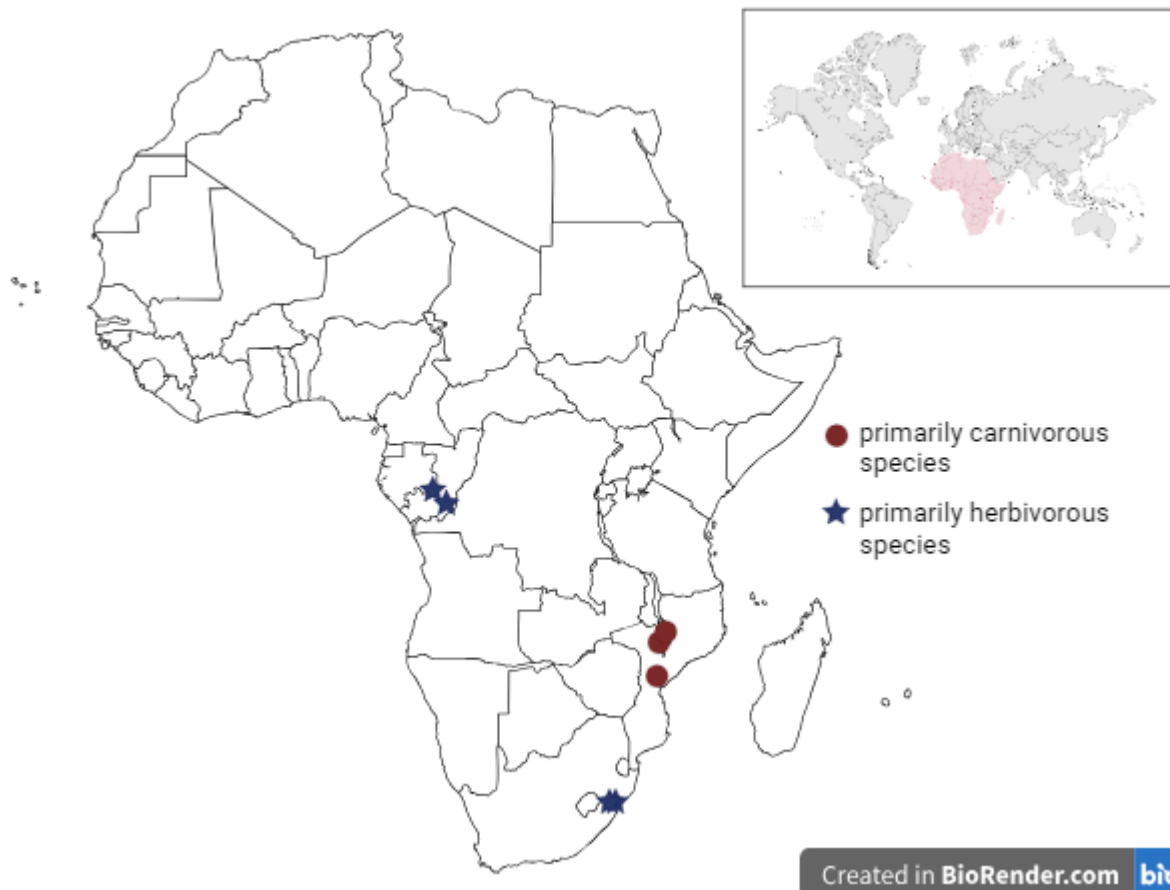 primarily carnivorous
species
primarily herbivorous
species
Created in BioRender.com